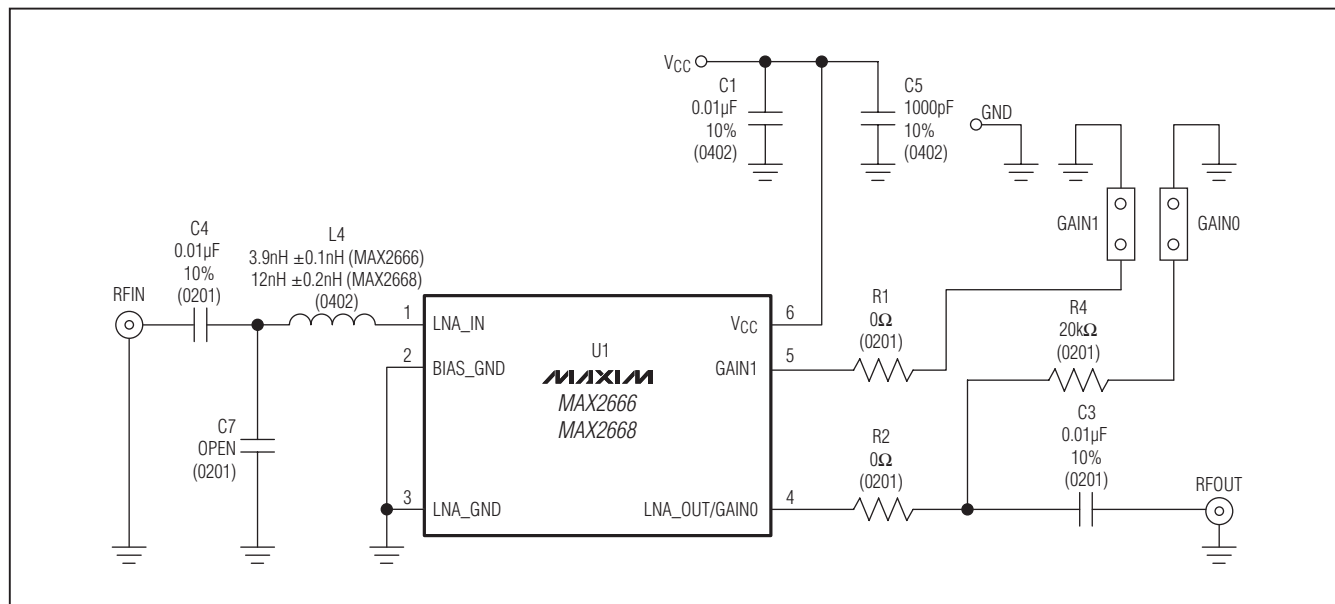 VCC
C1
0.01µF
10%
(0402)
C5
1000pF
10%
(0402)
GND
GAIN1
GAIN0
C4
0.01µF
10%
(0201)
L4
3.9nH ±0.1nH (MAX2666)
12nH ±0.2nH (MAX2668)
(0402)
RFIN
1
LNA_IN
2
BIAS_GND
3
LNA_GND
U1
MAXIM
MAX2666
MAX2668
VCC
6
GAIN1
5
LNA_OUT/GAIN0
4
C7
OPEN
(0201)
R1
0Ω
(0201)
R4
20kΩ
(0201)
R2
0Ω
(0201)
C3
0.01µF
10%
(0201)
RFOUT